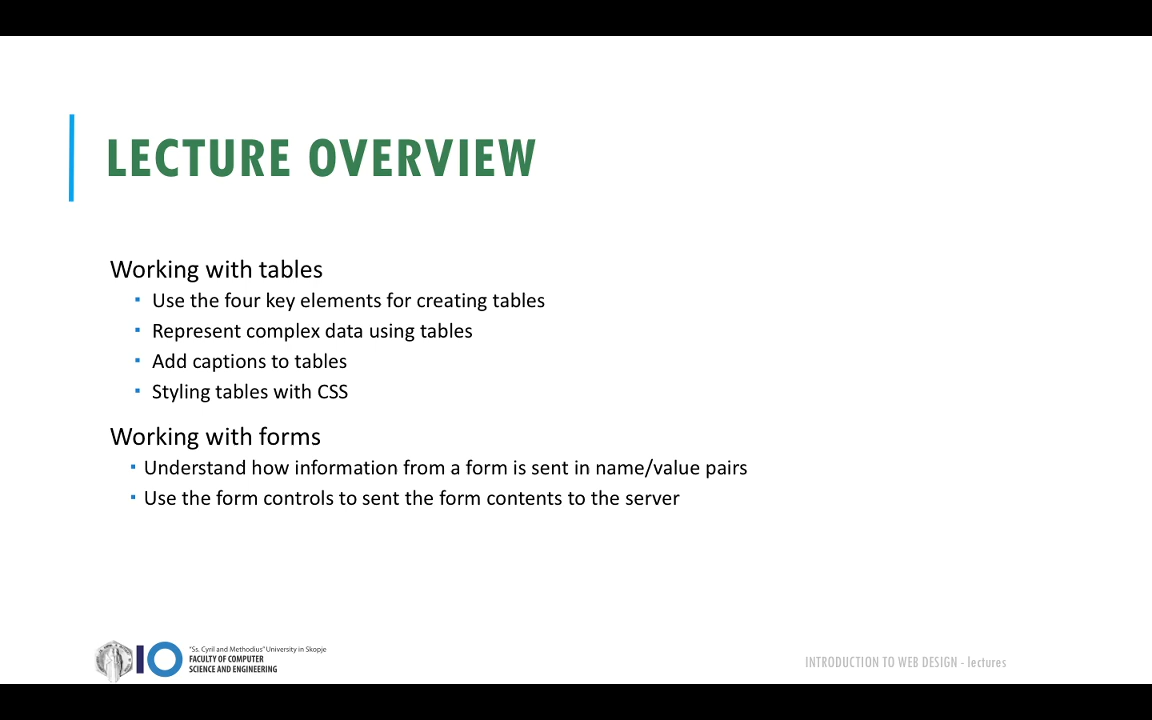 LECTURE OVERVIEW
Working with tables
▪ Use the four key elements for creating tables
▪ Represent complex data using tables
▪ Add captions to tables
▪ Styling tables with CSS
Working with forms
▪ Understand how information from a form is sent in name/value pairs
▪ Use the form controls to sent the form contents to the server
"Ss. Cyril and Methodius" University in Skopje
FACULTY OF COMPUTER
SCIENCE AND ENGINEERING
INTRODUCTION TO WEB DESIGN - lectures